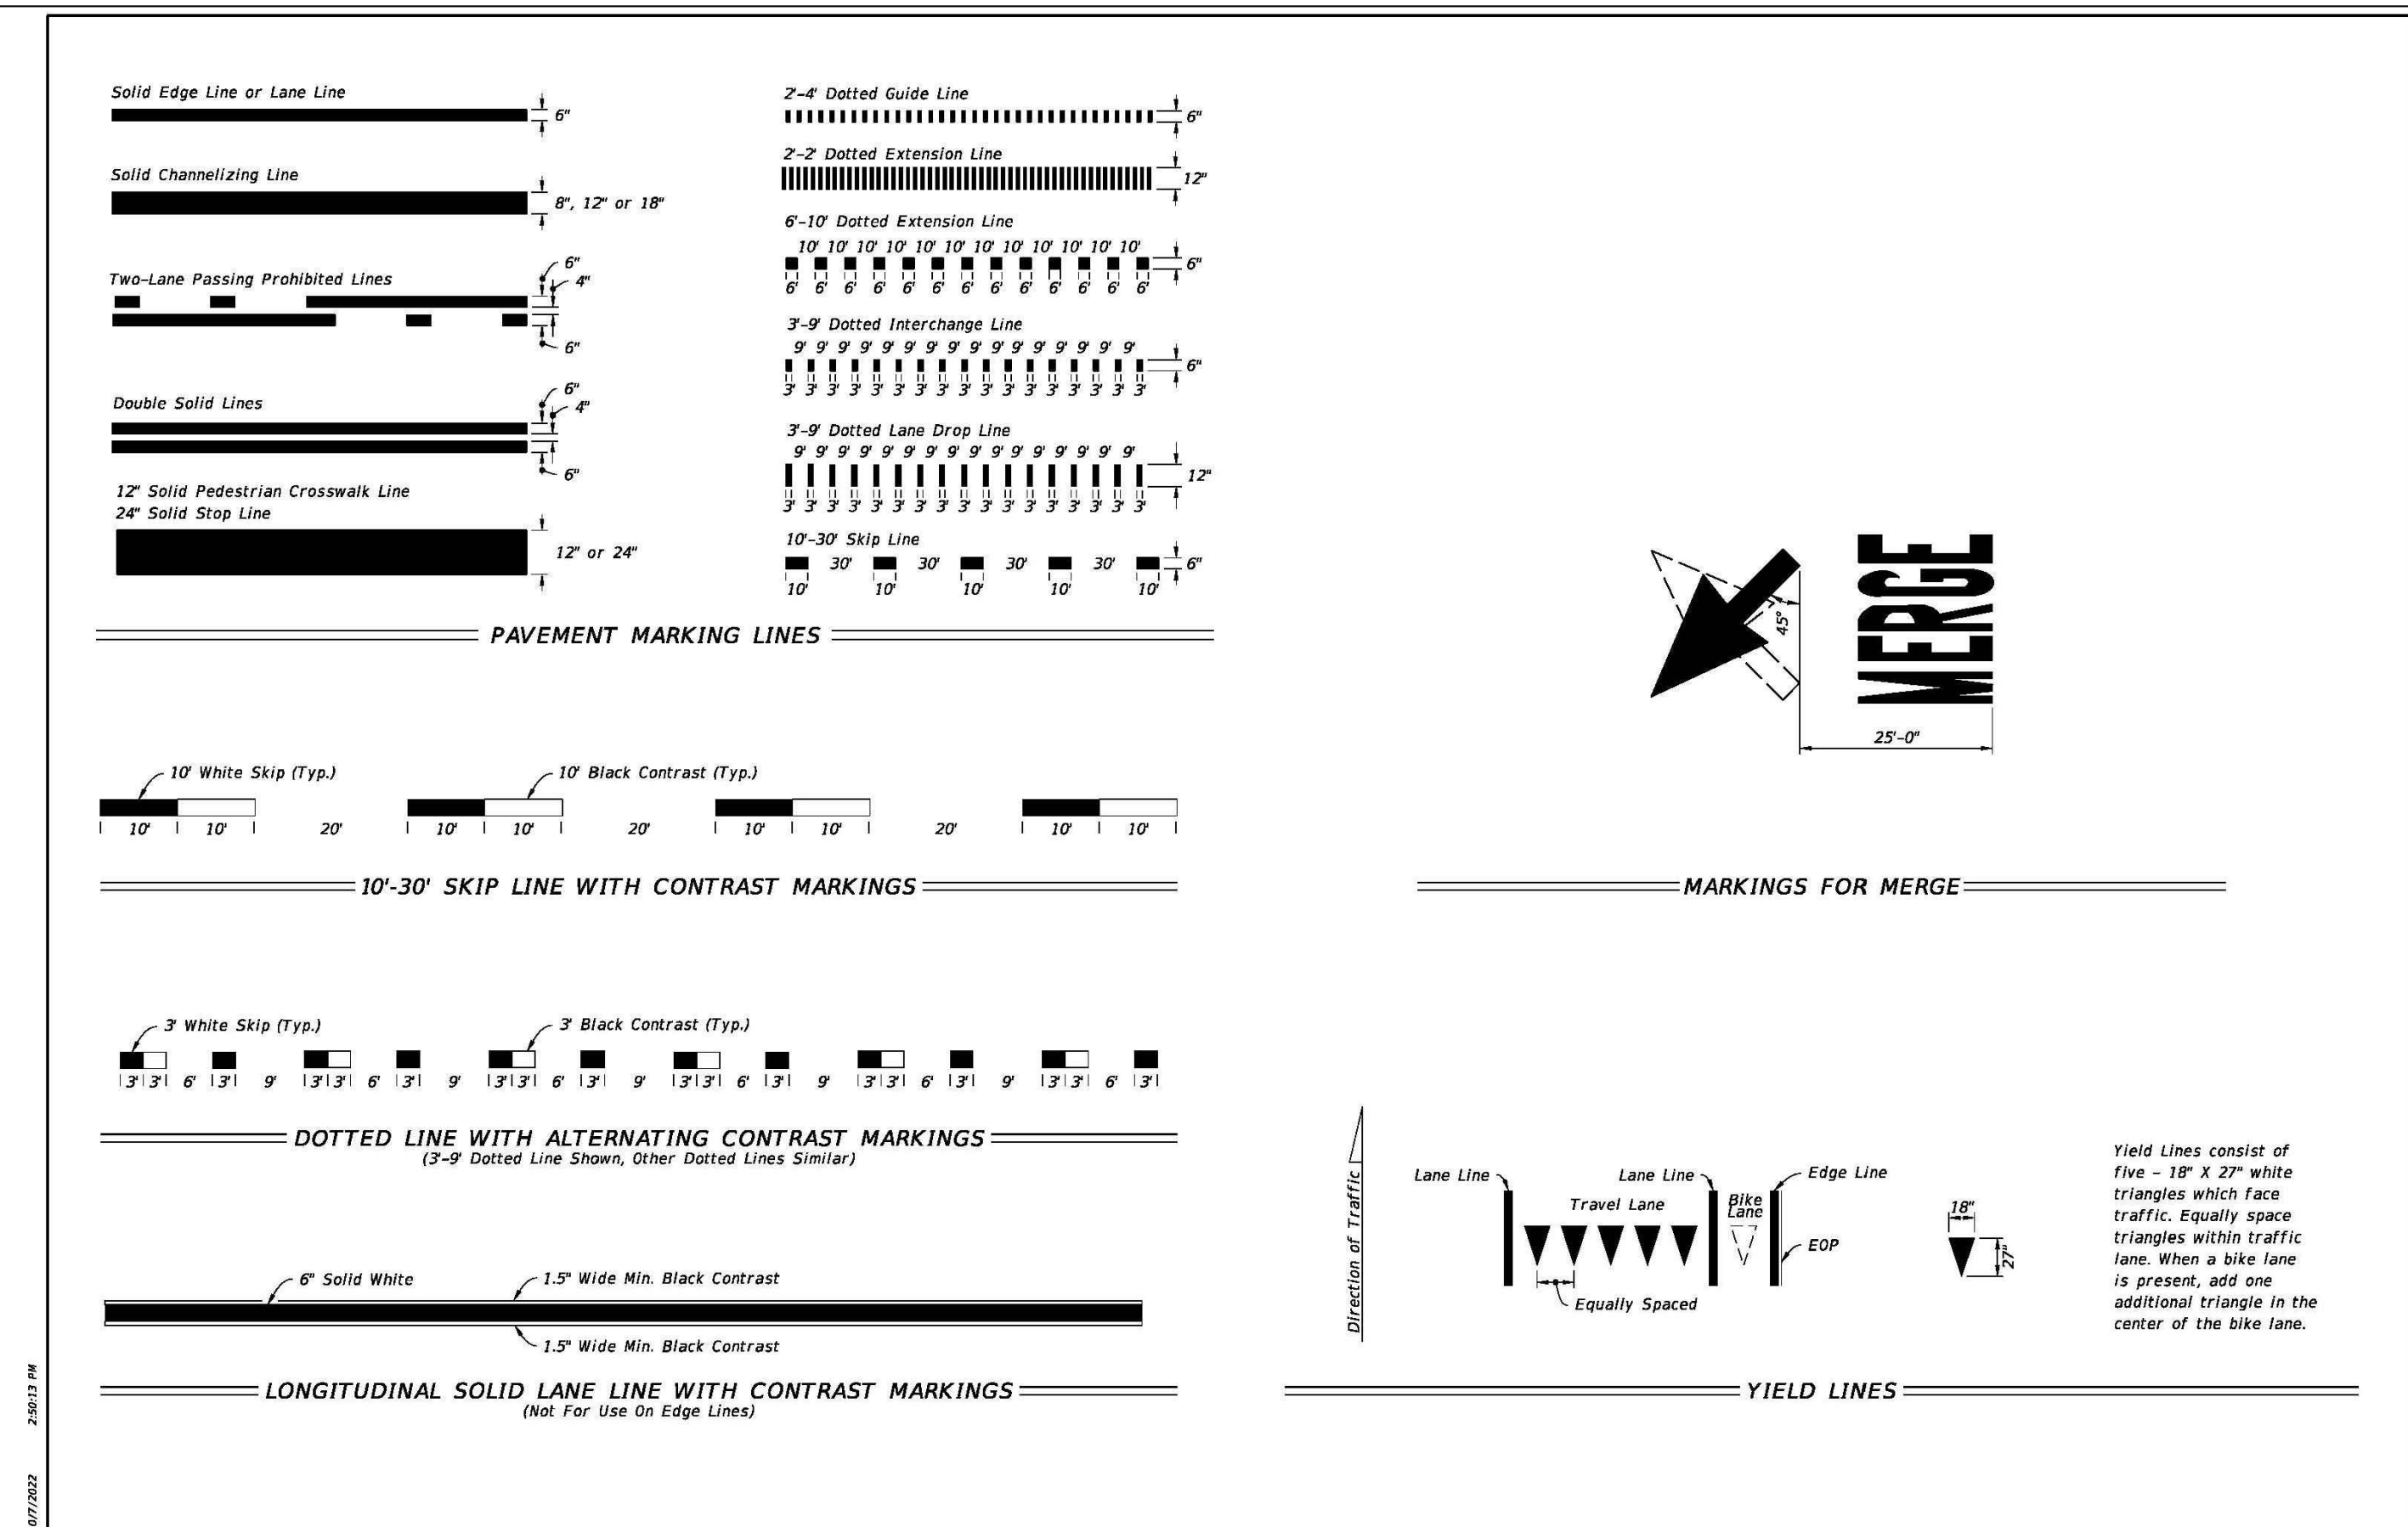 Solid Edge Line or Lane Line
6"
Solid Channelizing Line
8", 12" or 18"
Two-Lane Passing Prohibited Lines
6"
4"
6"
Double Solid Lines
6"
4"
6"
12" Solid Pedestrian Crosswalk Line
24" Solid Stop Line
12" or 24"
2'-4' Dotted Guide Line
6"
2'-2' Dotted Extension Line
12"
6'-10' Dotted Extension Line
10' 10' 10' 10' 10' 10' 10' 10' 10' 10' 10' 10'
6"
6' 6' 6' 6' 6' 6' 6' 6' 6' 6' 6' 6' 6'
3'-9' Dotted Interchange Line
9' 9' 9' 9' 9' 9' 9' 9' 9' 9' 9' 9' 9' 9' 9' 9'
6"
3' 3' 3' 3' 3' 3' 3' 3' 3' 3' 3' 3' 3' 3' 3' 3' 3'
3'-9' Dotted Lane Drop Line
9' 9' 9' 9' 9' 9' 9' 9' 9' 9' 9' 9' 9' 9' 9' 9'
12"
3' 3' 3' 3' 3' 3' 3' 3' 3' 3' 3' 3' 3' 3' 3' 3' 3'
10'-30' Skip Line
30' 30' 30' 30'
6"
10' 10' 10' 10' 10'
PAVEMENT MARKING LINES
10' White Skip (Typ.)
10' Black Contrast (Typ.)
10' 10' 20' 10' 10' 20' 10' 10' 20' 10' 10'
10'-30' SKIP LINE WITH CONTRAST MARKINGS
3' White Skip (Typ.)
3' Black Contrast (Typ.)
3' 3' 6' 3' 9' 3' 3' 6' 3' 9' 3' 3' 6' 3' 9' 3' 3' 6' 3' 9' 3' 3' 6' 3' 9' 3' 3' 6' 3'
DOTTED LINE WITH ALTERNATING CONTRAST MARKINGS
(3'-9' Dotted Line Shown, Other Dotted Lines Similar)
6" Solid White
1.5" Wide Min. Black Contrast
1.5" Wide Min. Black Contrast
LONGITUDINAL SOLID LANE LINE WITH CONTRAST MARKINGS
(Not For Use On Edge Lines)
45°
MERGE
25'-0"
MARKINGS FOR MERGE
Direction of Traffic
Lane Line
Lane Line
Edge Line
Travel Lane
Bike
Lane
EOP
Equally Spaced
18"
27"
Yield Lines consist of
five - 18" X 27" white
triangles which face
traffic. Equally space
triangles within traffic
lane. When a bike lane
is present, add one
additional triangle in the
center of the bike lane.
YIELD LINES
2:50:13 PM
0/7/2022